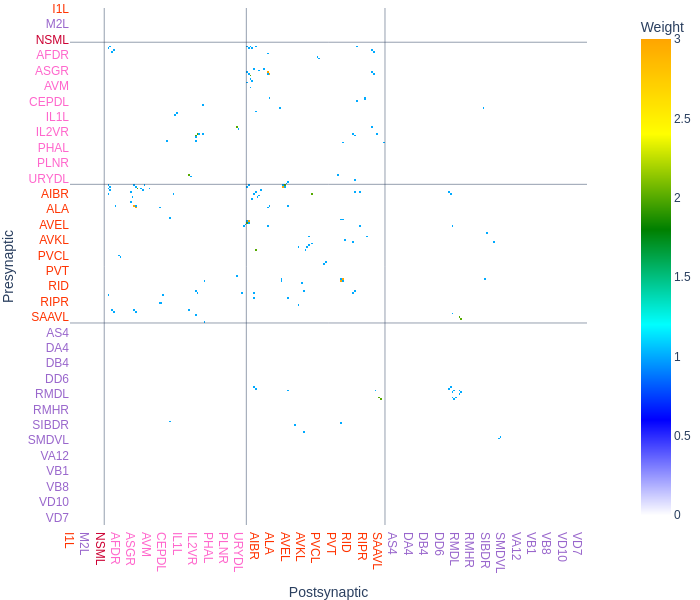 Weight
3
2.5
2
1.5
1
0.5
0
I1L
M2L
NSML
AFDR
ASGR
AVM
CEPDL
IL1L
IL2VR
PHAL
PLNR
URYDL
AIBR
ALA
AVEL
AVKL
PVCL
PVT
RID
RIPR
SAAVL
AS4
DA4
DB4
DD6
RMDL
RMHR
SIBDR
SMDVL
VA12
VB1
VB8
VD10
VD7
Presynaptic
I1L
M2L
NSML
AFDR
ASGR
AVM
CEPDL
IL1L
IL2VR
PHAL
PLNR
URYDL
AIBR
ALA
AVEL
AVKL
PVCL
PVT
RID
RIPR
SAAVL
AS4
DA4
DB4
DD6
RMDL
RMHR
SIBDR
SMDVL
VA12
VB1
VB8
VD10
VD7
Postsynaptic